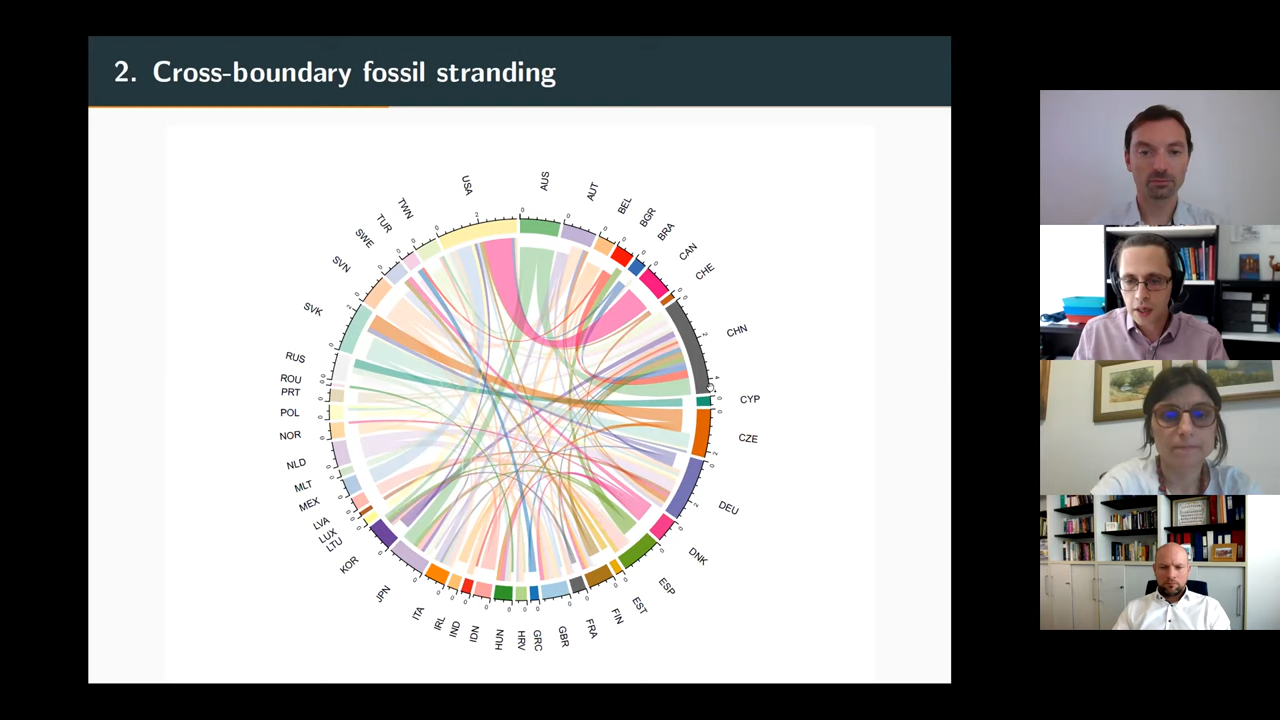 2. Cross-boundary fossil stranding
USA
AUS
AUT
BEL
BGR
BRA
CAN
CHE
CHN
CYP
CZE
DEU
DNK
ESP
EST
FIN
FRA
GBR
GRC
HRV
HUN
IDN
IND
IRL
ITA
JPN
KOR
LTU
LUX
LVA
MEX
MLT
NLD
NOR
POL
PRT
ROU
RUS
SVK
SVN
SWE
TUR
TWN